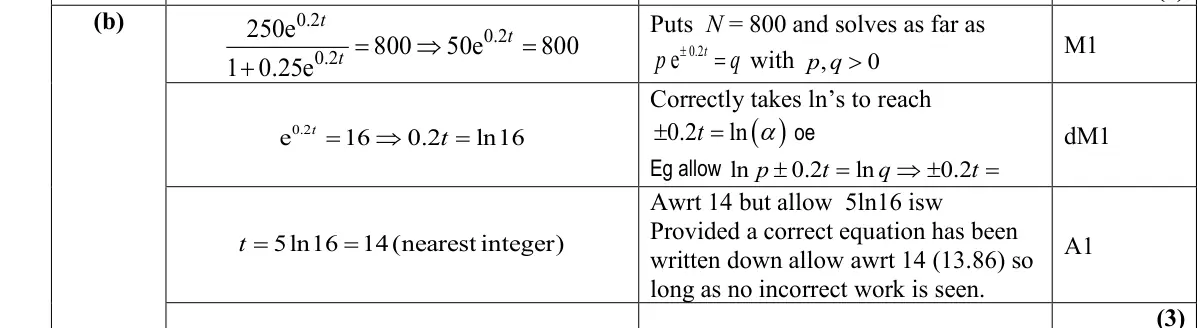 (b)
250e^{0.2t} / (1 + 0.25e^{0.2t}) = 800 ⇒ 50e^{0.2t} = 800
Puts N = 800 and solves as far as
p e^{±0.2t} = q with p, q > 0
M1
e^{0.2t} = 16 ⇒ 0.2t = ln16
Correctly takes ln’s to reach
±0.2t = ln(α) oe
Eg allow ln p ± 0.2t = ln q ⇒ ±0.2t =
dM1
t = 5ln16 = 14 (nearest integer)
Awrt 14 but allow 5ln16 isw
Provided a correct equation has been
written down allow awrt 14 (13.86) so
long as no incorrect work is seen.
A1
(3)